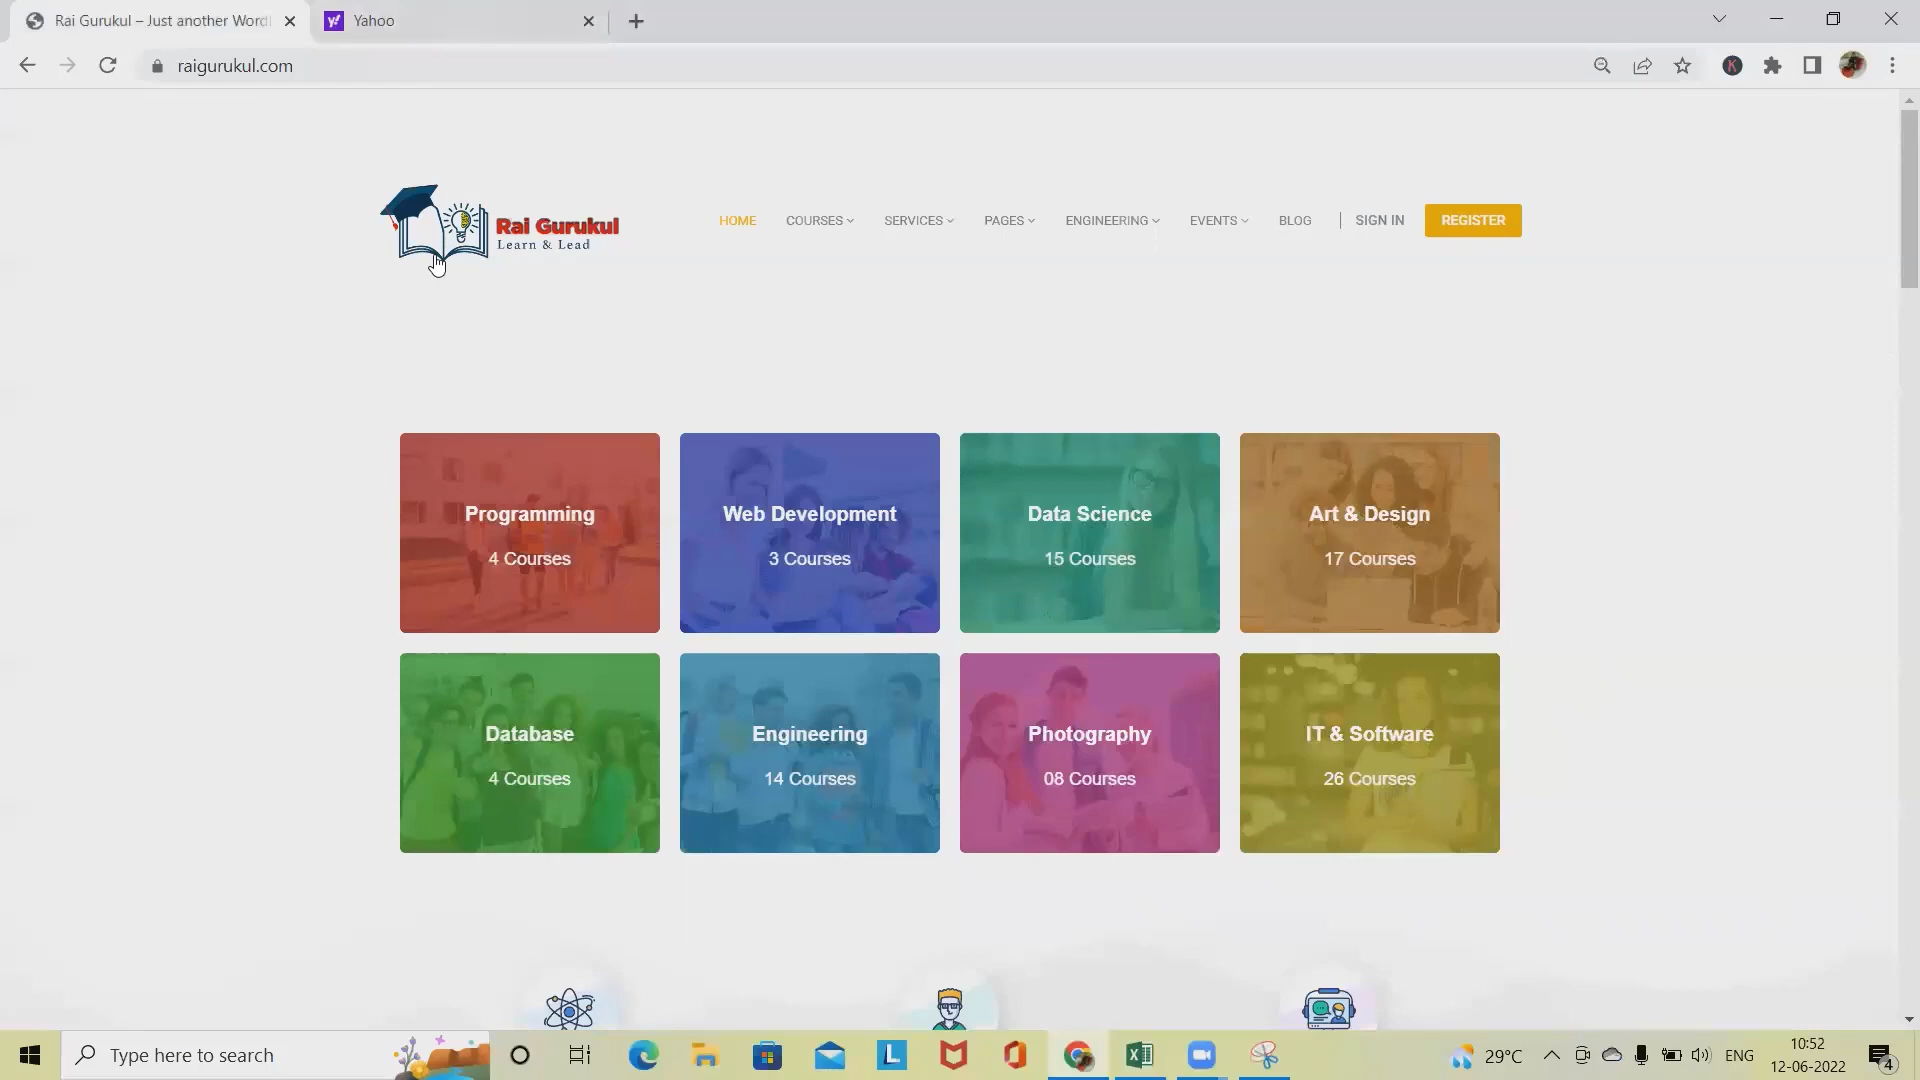 Rai Gurukul – Just another Word
Yahoo
raigurukul.com
K
Rai Gurukul
Learn & Lead
HOME
COURSES
SERVICES
PAGES
ENGINEERING
EVENTS
BLOG
SIGN IN
REGISTER
Programming
4 Courses
Web Development
3 Courses
Data Science
15 Courses
Art & Design
17 Courses
Database
4 Courses
Engineering
14 Courses
Photography
08 Courses
IT & Software
26 Courses
Type here to search
L
29°C
ENG
10:52
12-06-2022
4